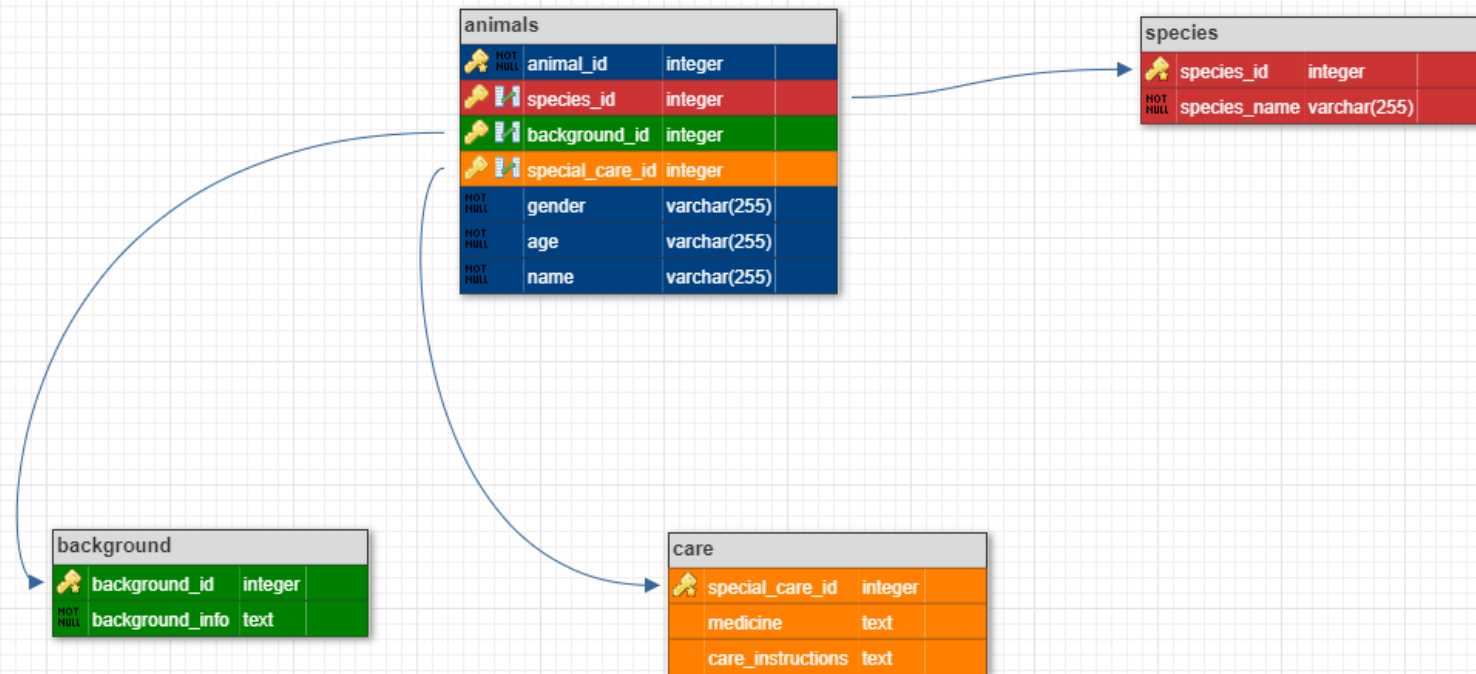 animals
NOT NULL animal_id integer
species_id integer
background_id integer
special_care_id integer
NOT NULL gender varchar(255)
NOT NULL age varchar(255)
NOT NULL name varchar(255)
species
species_id integer
NOT NULL species_name varchar(255)
background
background_id integer
NOT NULL background_info text
care
special_care_id integer
medicine text
care_instructions text